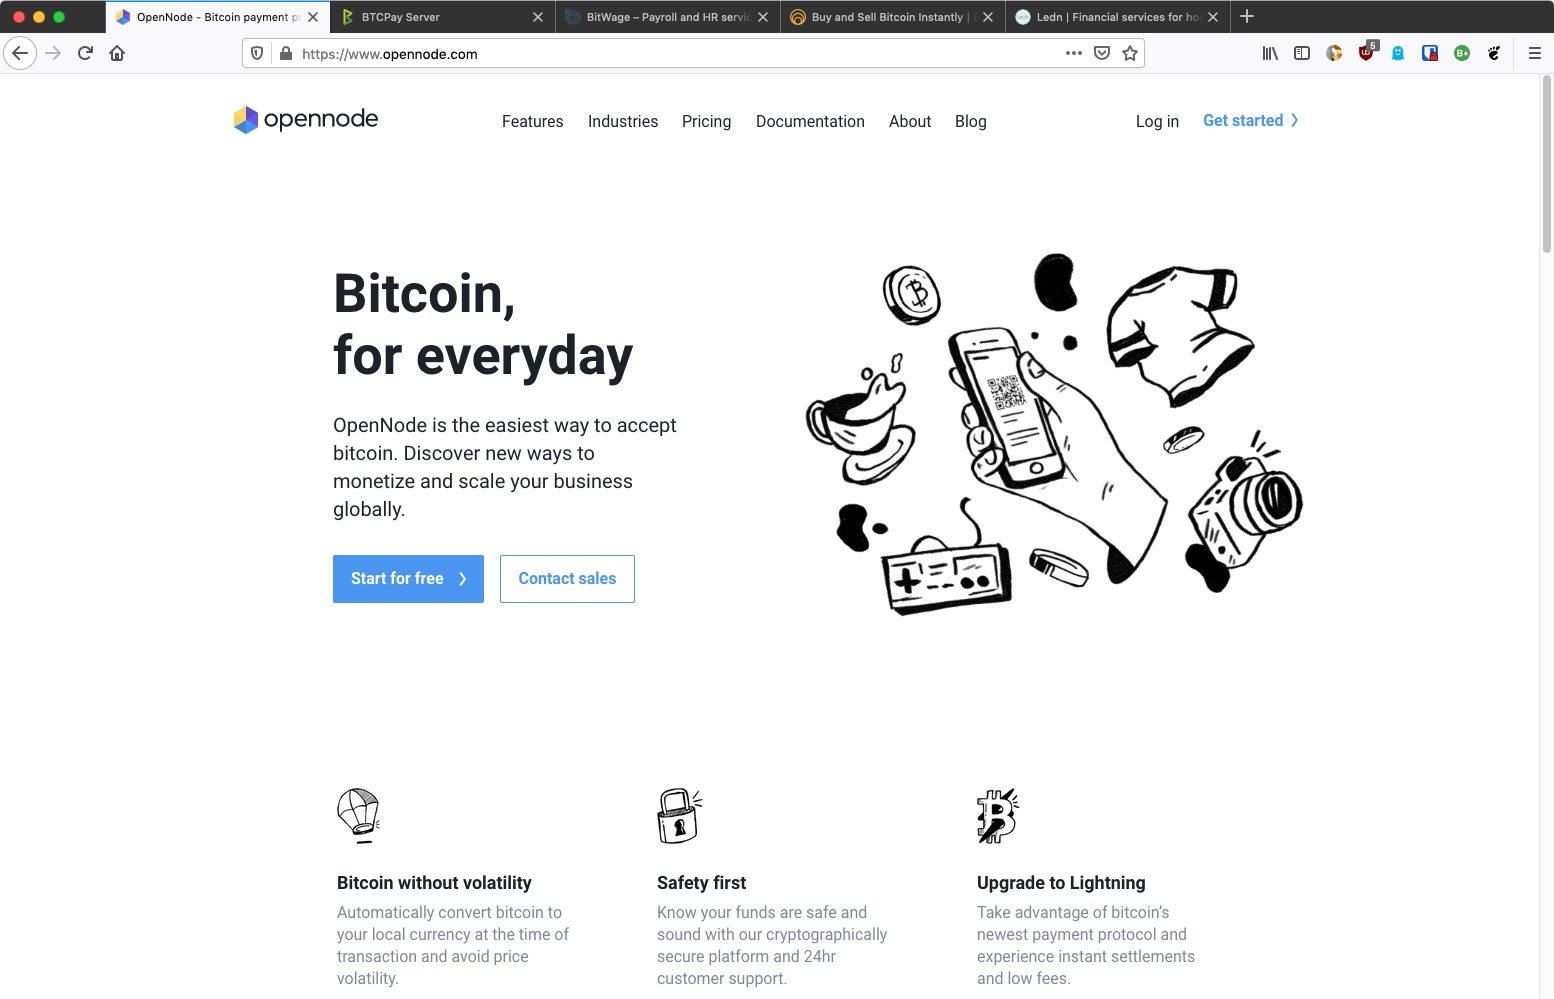 OpenNode - Bitcoin payment pr
BTCPay Server
BitWage – Payroll and HR servic
Buy and Sell Bitcoin Instantly |
Ledn | Financial services for ho
https://www.opennode.com
5
B+
opennode
Features
Industries
Pricing
Documentation
About
Blog
Log in
Get started
Bitcoin,
for everyday
OpenNode is the easiest way to accept
bitcoin. Discover new ways to
monetize and scale your business
globally.
Start for free
Contact sales
Bitcoin without volatility
Automatically convert bitcoin to
your local currency at the time of
transaction and avoid price
volatility.
Safety first
Know your funds are safe and
sound with our cryptographically
secure platform and 24hr
customer support.
Upgrade to Lightning
Take advantage of bitcoin’s
newest payment protocol and
experience instant settlements
and low fees.